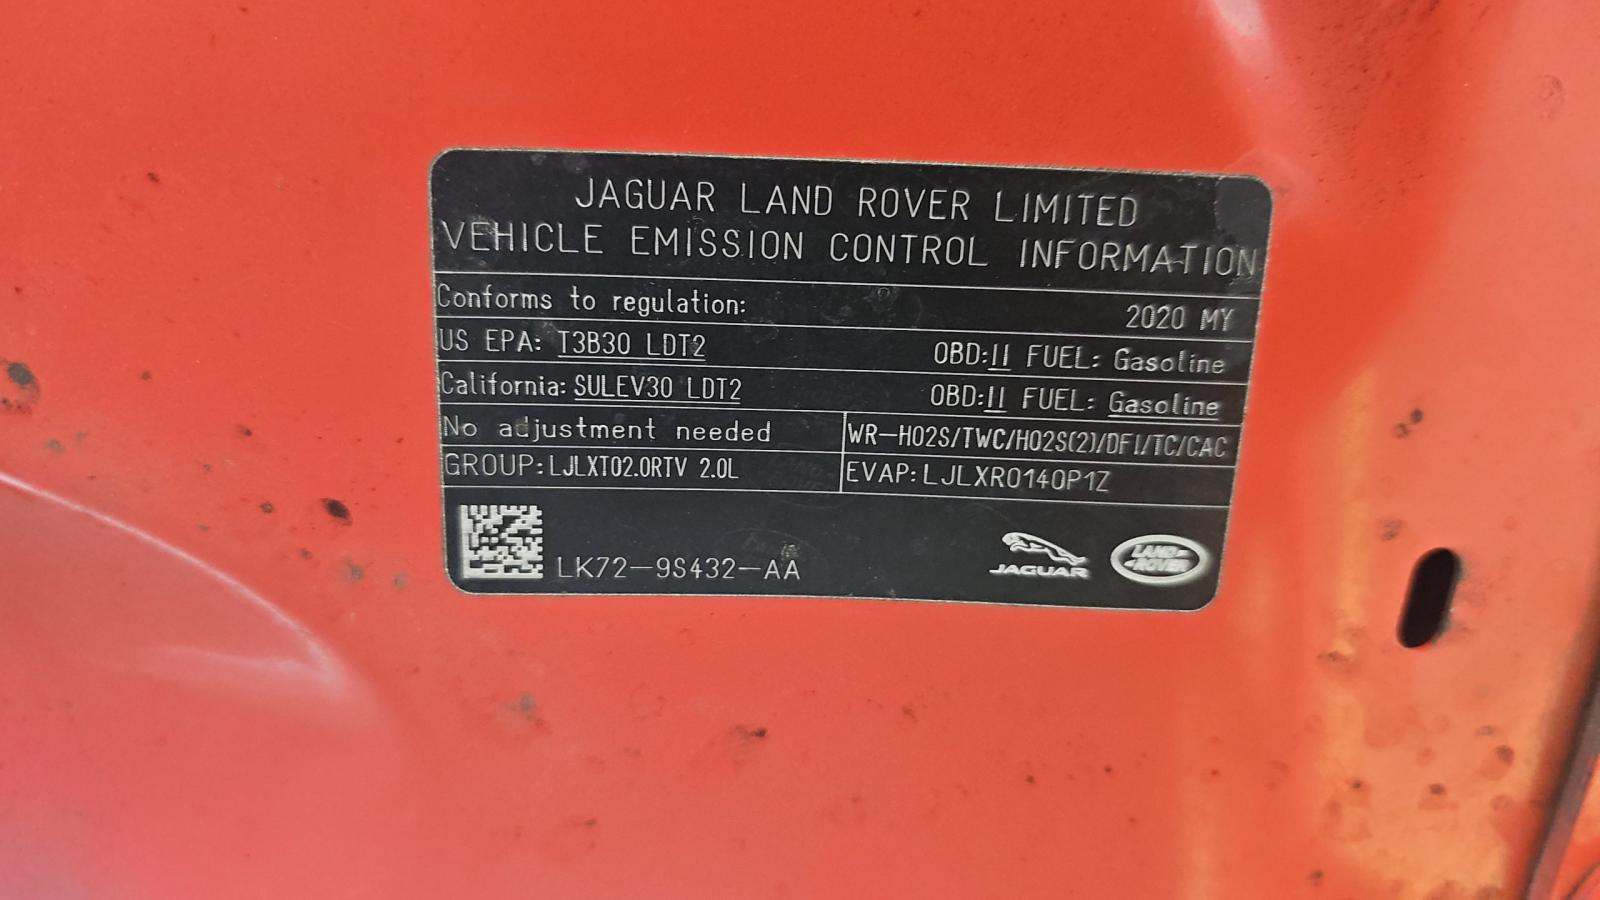 JAGUAR LAND ROVER LIMITED
VEHICLE EMISSION CONTROL INFORMATION
Conforms to regulation: 2020 MY
US EPA: T3B30 LDT2 OBD:II FUEL: Gasoline
California: SULEV30 LDT2 OBD:II FUEL: Gasoline
No adjustment needed WR-HO2S/TWC/HO2S(2)/DFI/TC/CAC
GROUP:LJLXT02.0RTV 2.0L EVAP:LJLXR0140P1Z
LK72-9S432-AA
JAGUAR
LAND-
-ROVER